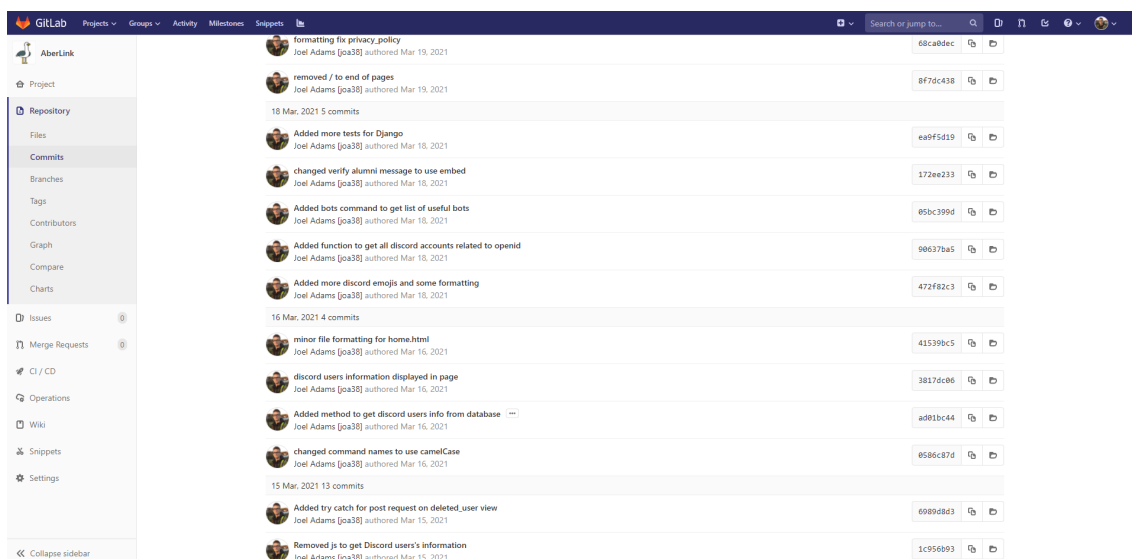 GitLab Projects Groups Activity Milestones Snippets Search or jump to...
AberLink
Project
Repository
Files
Commits
Branches
Tags
Contributors
Graph
Compare
Charts
Issues 0
Merge Requests 0
CI / CD
Operations
Wiki
Snippets
Settings
Collapse sidebar
formatting fix privacy_policy
Joel Adams [joa38] authored Mar 19, 2021
68ca0dec
removed / to end of pages
Joel Adams [joa38] authored Mar 19, 2021
8f7dc438
18 Mar, 2021 5 commits
Added more tests for Django
Joel Adams [joa38] authored Mar 18, 2021
ea9f5d19
changed verify alumni message to use embed
Joel Adams [joa38] authored Mar 18, 2021
172ee233
Added bots command to get list of useful bots
Joel Adams [joa38] authored Mar 18, 2021
05bc399d
Added function to get all discord accounts related to openid
Joel Adams [joa38] authored Mar 18, 2021
90637ba5
Added more discord emojis and some formatting
Joel Adams [joa38] authored Mar 18, 2021
472f82c3
16 Mar, 2021 4 commits
minor file formatting for home.html
Joel Adams [joa38] authored Mar 16, 2021
41539bc5
discord users information displayed in page
Joel Adams [joa38] authored Mar 16, 2021
3817dc06
Added method to get discord users info from database
Joel Adams [joa38] authored Mar 16, 2021
ad01bc44
changed command names to use camelCase
Joel Adams [joa38] authored Mar 16, 2021
0586c87d
15 Mar, 2021 13 commits
Added try catch for post request on deleted_user view
Joel Adams [joa38] authored Mar 15, 2021
6989d8d3
Removed js to get Discord users's information
Joel Adams [joa38] authored Mar 15, 2021
1c956b93